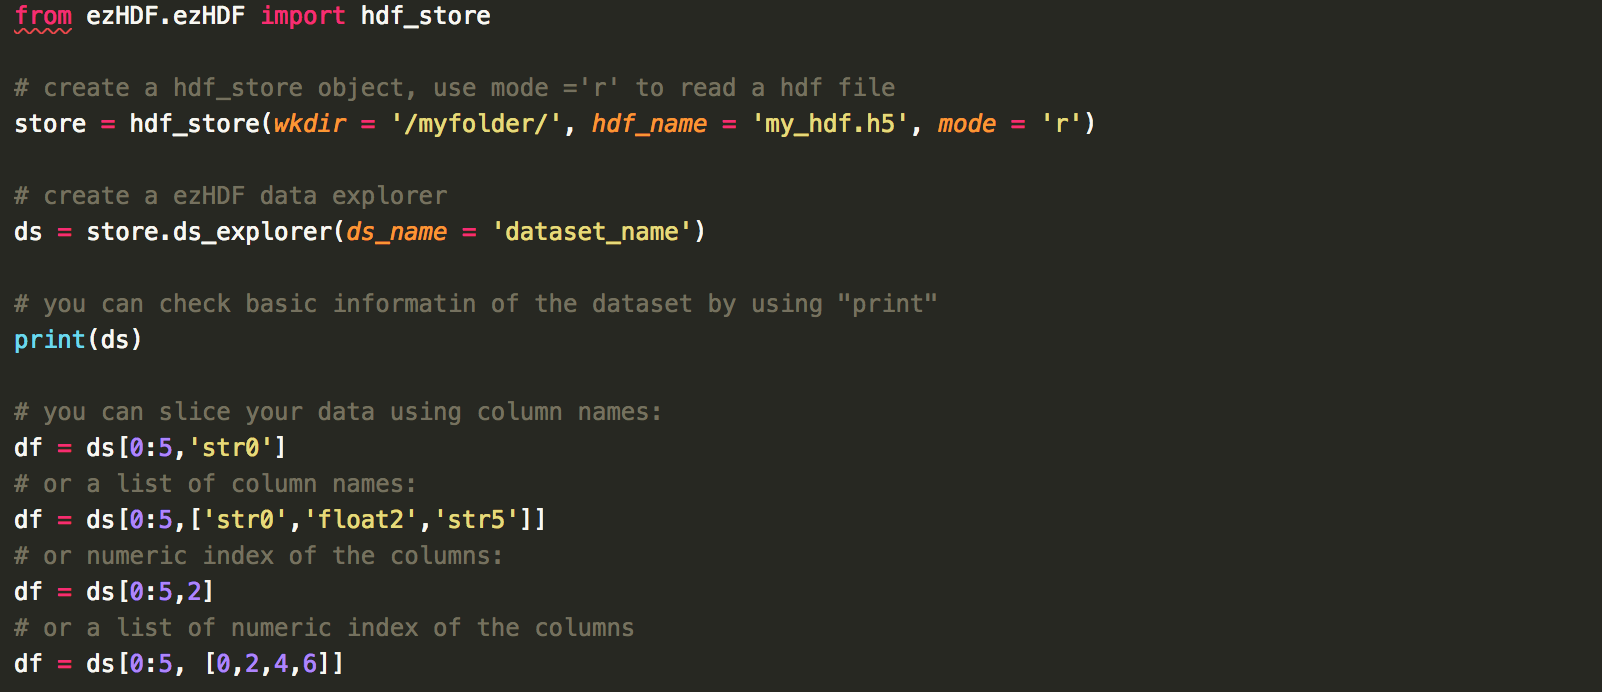 from ezHDF.ezHDF import hdf_store
# create a hdf_store object, use mode ='r' to read a hdf file
store = hdf_store(wkdir = '/myfolder/', hdf_name = 'my_hdf.h5', mode = 'r')
# create a ezHDF data explorer
ds = store.ds_explorer(ds_name = 'dataset_name')
# you can check basic informatin of the dataset by using "print"
print(ds)
# you can slice your data using column names:
df = ds[0:5,'str0']
# or a list of column names:
df = ds[0:5,['str0','float2','str5']]
# or numeric index of the columns:
df = ds[0:5,2]
# or a list of numeric index of the columns
df = ds[0:5, [0,2,4,6]]